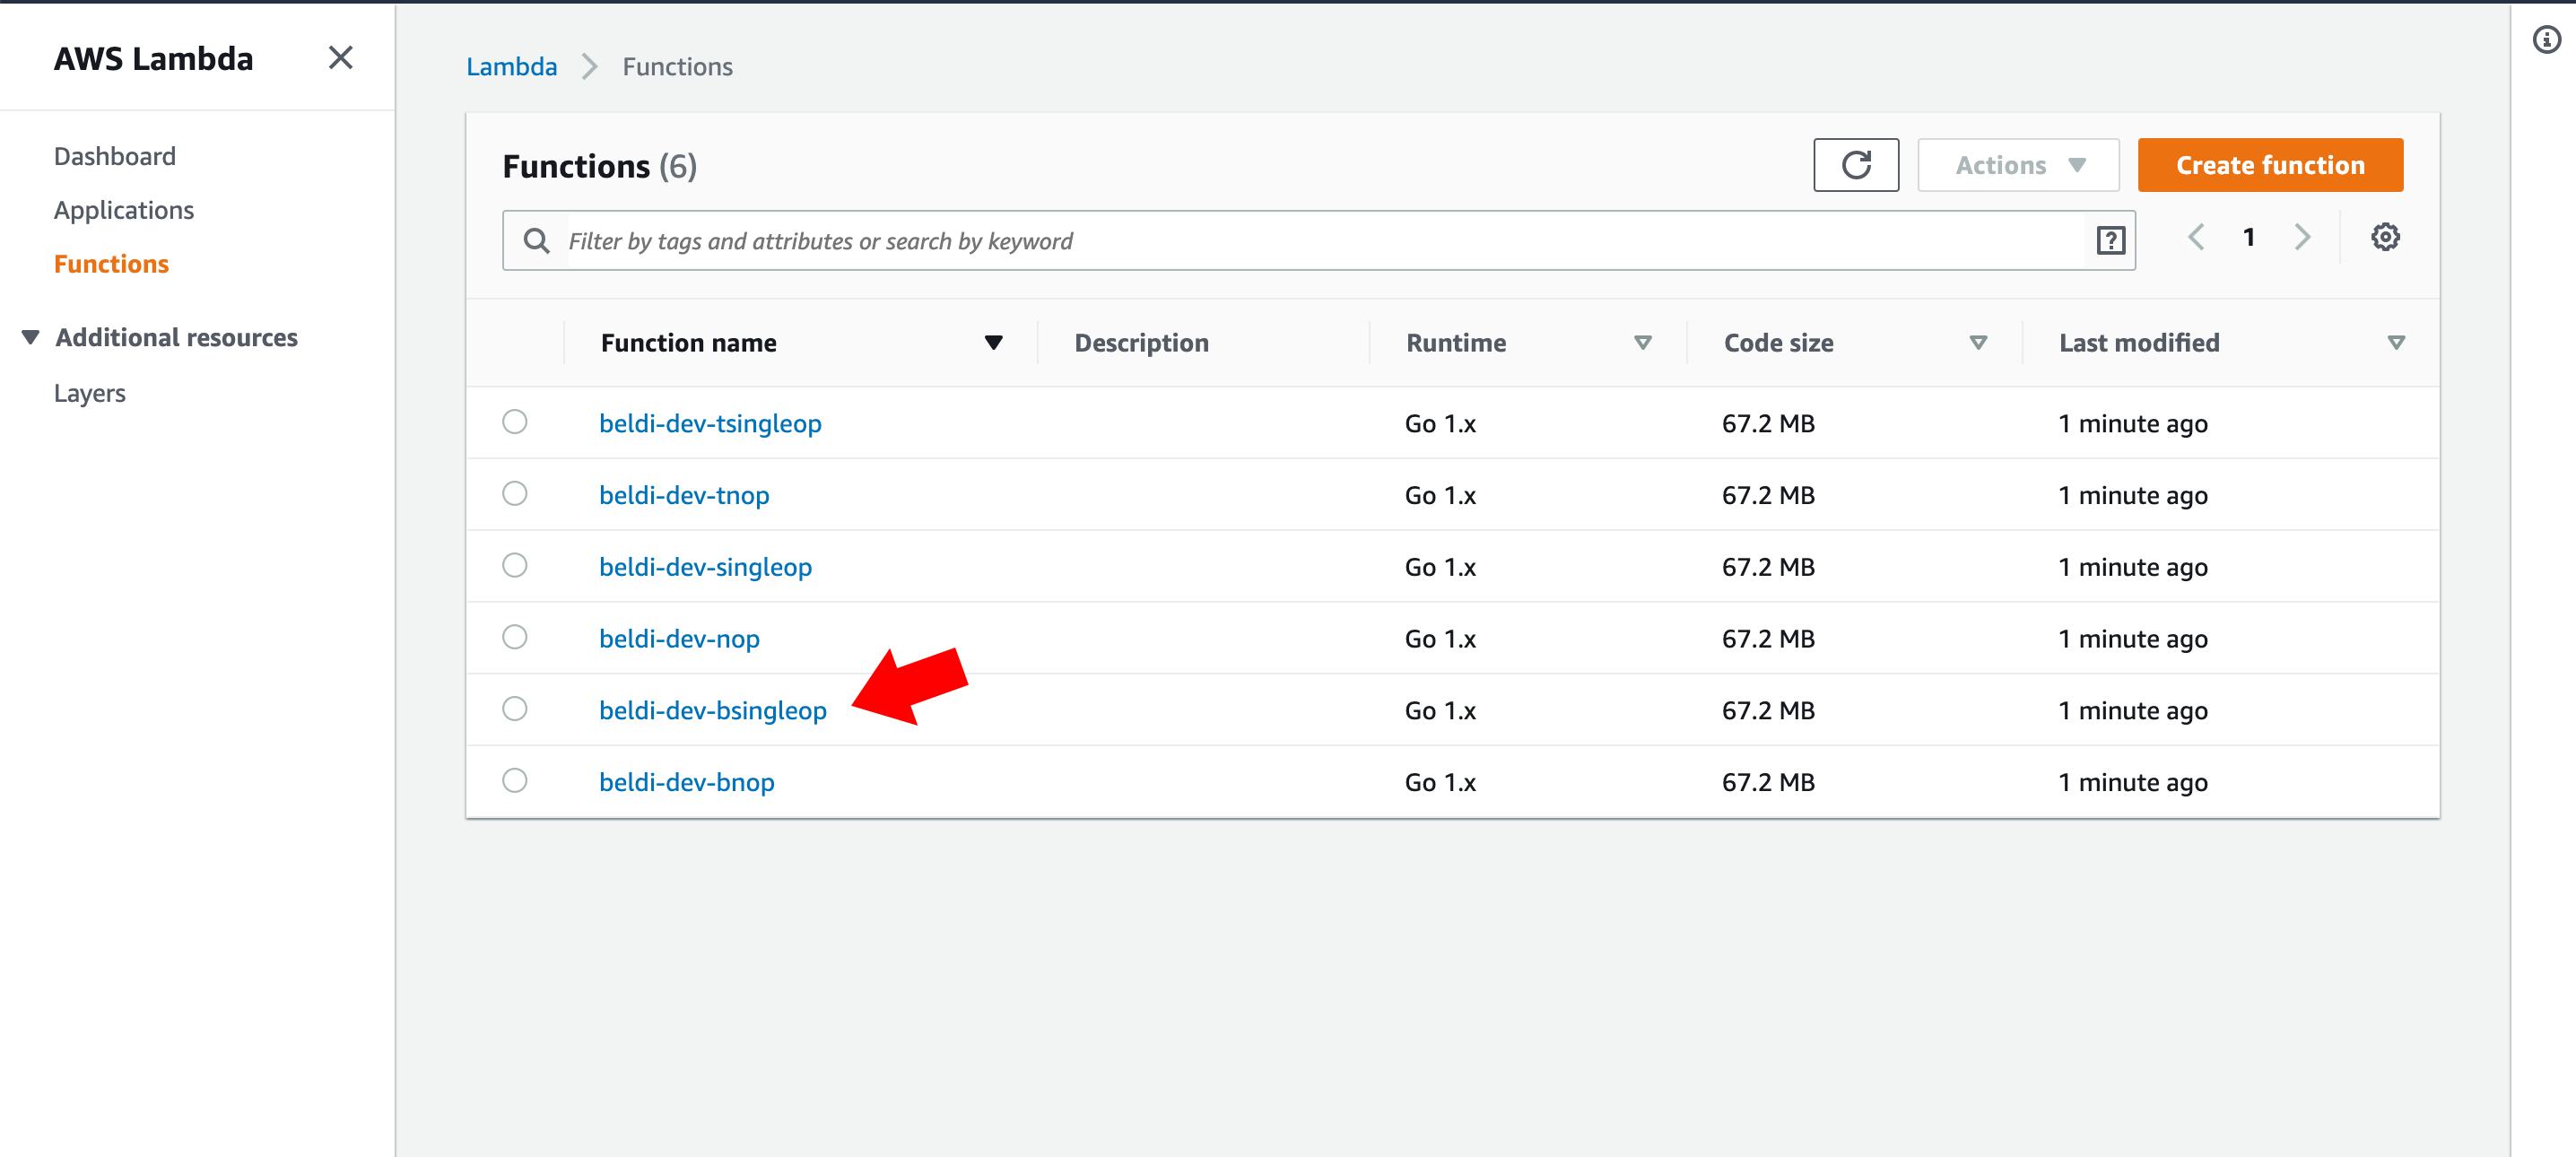 AWS Lambda
Lambda Functions
Dashboard
Applications
Functions
Additional resources
Layers
Functions (6)
Actions
Create function
Filter by tags and attributes or search by keyword
1
Function name Description Runtime Code size Last modified
beldi-dev-tsingleop Go 1.x 67.2 MB 1 minute ago
beldi-dev-tnop Go 1.x 67.2 MB 1 minute ago
beldi-dev-singleop Go 1.x 67.2 MB 1 minute ago
beldi-dev-nop Go 1.x 67.2 MB 1 minute ago
beldi-dev-bsingleop Go 1.x 67.2 MB 1 minute ago
beldi-dev-bnop Go 1.x 67.2 MB 1 minute ago